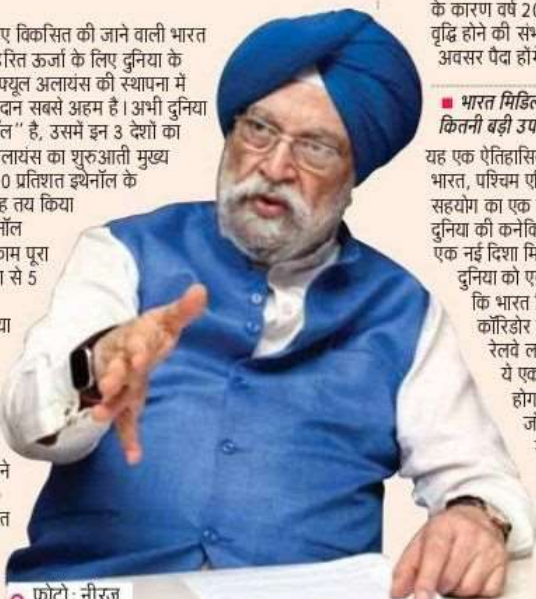 ए विकसित की जाने वाली भारत
हरित ऊर्जा के लिए दुनिया के
फ्यूल अलायंस की स्थापना में
दान सबसे अहम है। अभी दुनिया
ल" है, उसमें इन 3 देशों का
लायंस का शुरुआती मुख्य
0 प्रतिशत इथेनॉल के
ह तय किया
नॉल
काम पूरा
से 5
या
ने
त
फोटो: नीरज
के कारण वर्ष 20
वृद्धि होने की संभ
अवसर पैदा होंगे
■ भारत मिडिल
कितनी बड़ी उप
यह एक ऐतिहासि
भारत, पश्चिम एि
सहयोग का एक
दुनिया की कनेवि
एक नई दिशा मि
दुनिया को ए
कि भारत
कॉरिडोर
रेलवे ल
ये एक
होग
जं